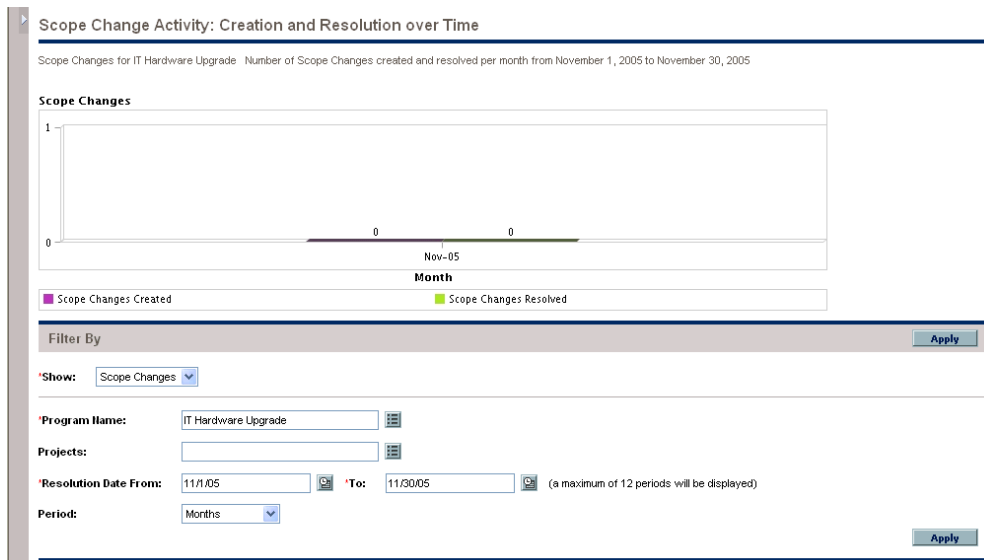 Scope Change Activity: Creation and Resolution over Time
Scope Changes for IT Hardware Upgrade Number of Scope Changes created and resolved per month from November 1, 2005 to November 30, 2005
Scope Changes
1
0 0
0
Nov-05
Month
Scope Changes Created Scope Changes Resolved
Filter By Apply
*Show: Scope Changes
*Program Name: IT Hardware Upgrade
Projects:
*Resolution Date From: 11/1/05 *To: 11/30/05 (a maximum of 12 periods will be displayed)
Period: Months
Apply